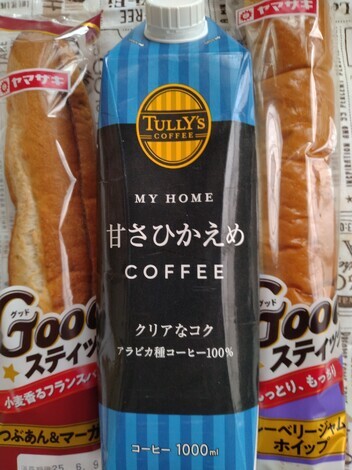 ヤマザキ
グッド
Good
スティック
小麦香るフランスパ
つぶあん&マーガ
25. 6. 9
TULLY'S
COFFEE
MY HOME
甘さひかえめ
COFFEE
クリアなコク
アラビカ種コーヒー100%
コーヒー 1000ml
ヤマザキ
グッド
Good
スティッ
っとり、もっち
ーベリージャム
ホイップ